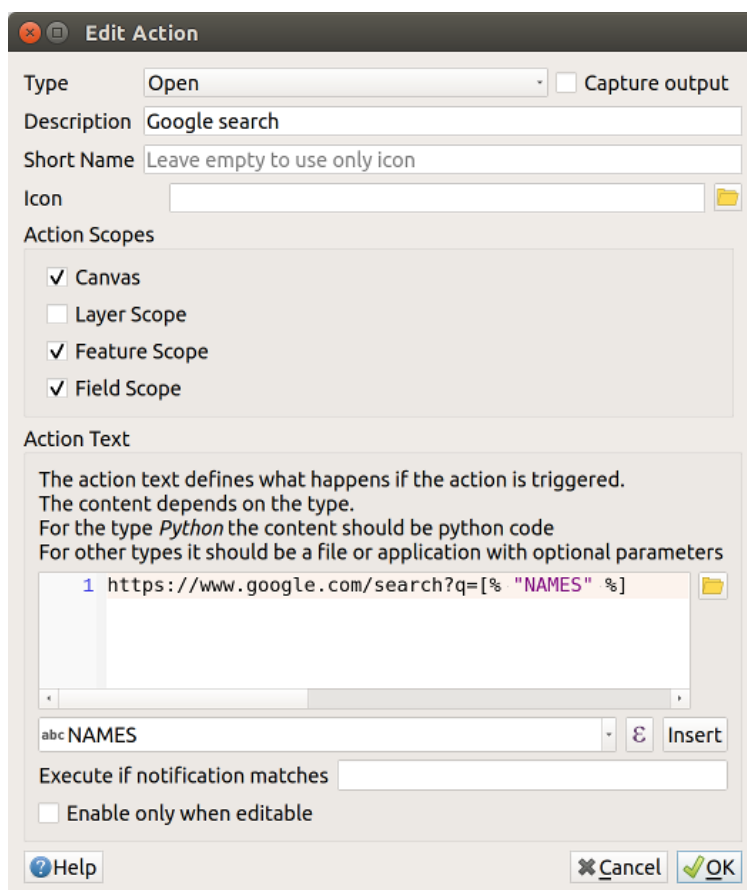 Edit Action
Type Open Capture output
Description Google search
Short Name Leave empty to use only icon
Icon
Action Scopes
Canvas
Layer Scope
Feature Scope
Field Scope
Action Text
The action text defines what happens if the action is triggered.
The content depends on the type.
For the type Python the content should be python code
For other types it should be a file or application with optional parameters
1 https://www.google.com/search?q=[% "NAMES" %]
abc NAMES ε Insert
Execute if notification matches
Enable only when editable
?Help Cancel OK